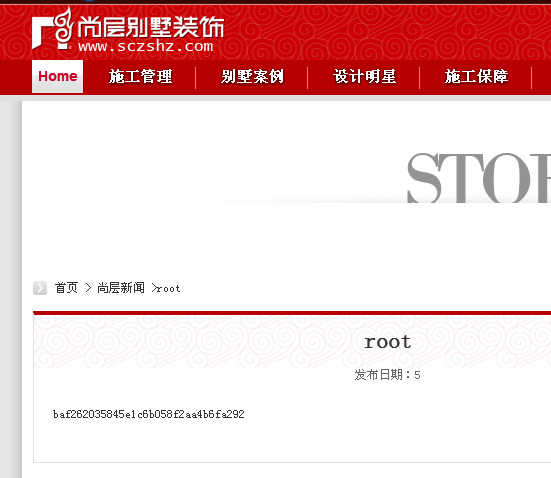 尚层别墅装饰
www.sczshz.com
Home 施工管理 别墅案例 设计明星 施工保障
STOR
首页 > 尚层新闻 >root
root
发布日期：5
baf262035845e1c6b058f2aa4b6fa292